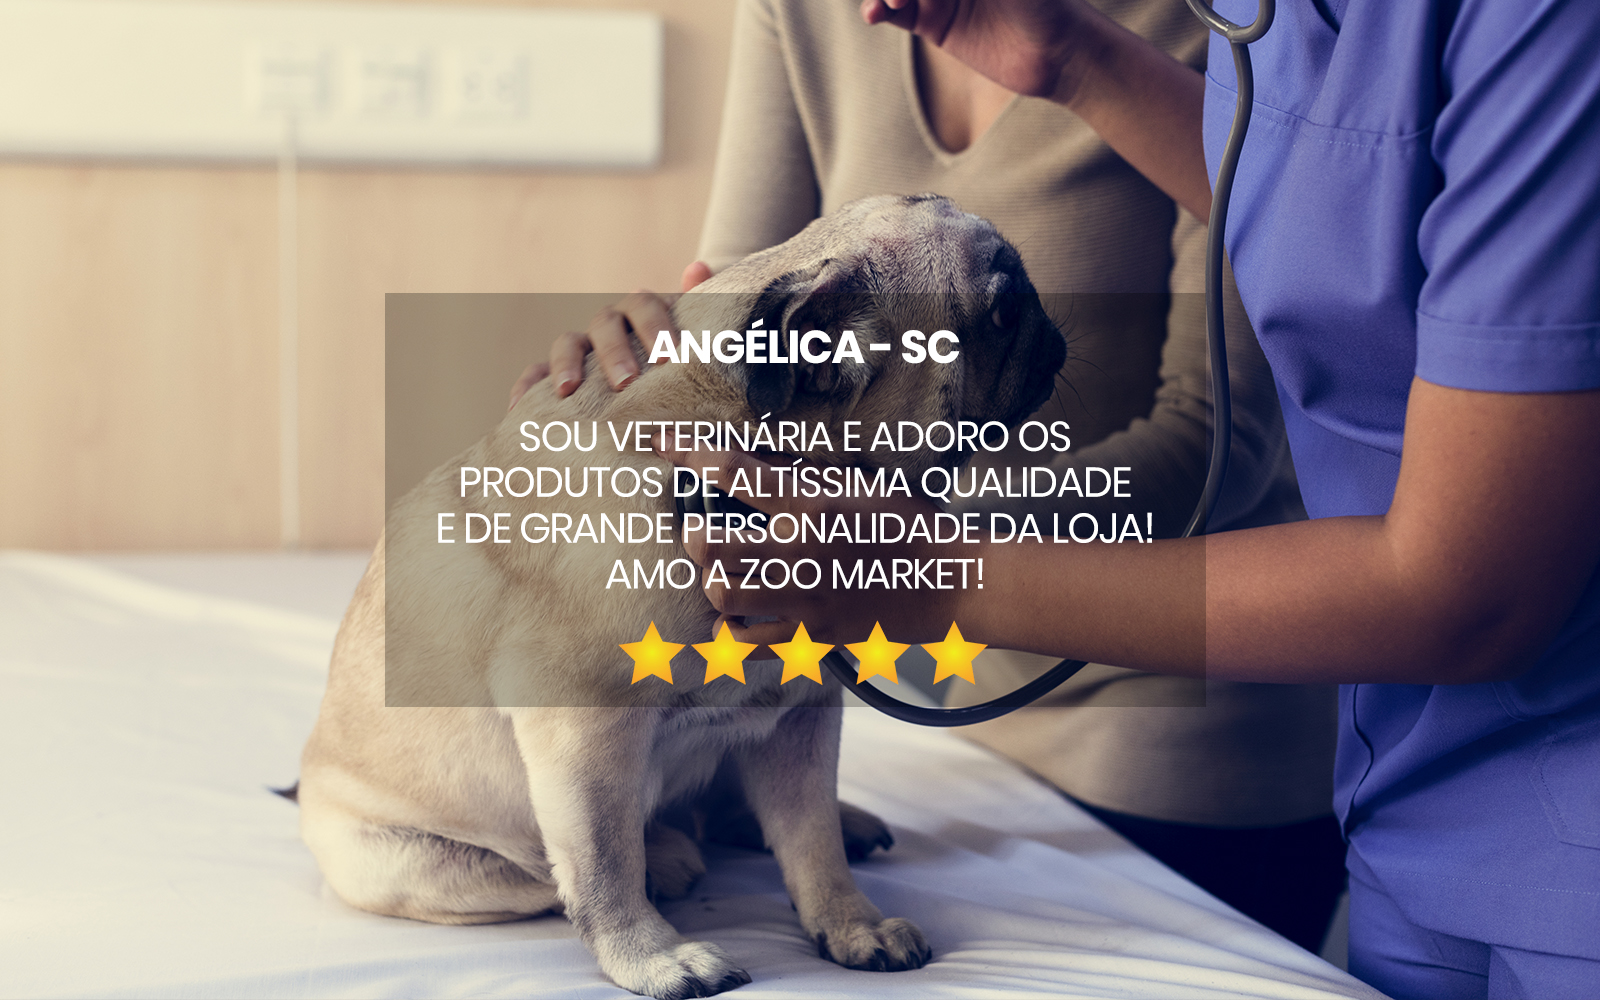 ANGÉLICA - SC
SOU VETERINÁRIA E ADORO OS
PRODUTOS DE ALTÍSSIMA QUALIDADE
E DE GRANDE PERSONALIDADE DA LOJA!
AMO A ZOO MARKET!